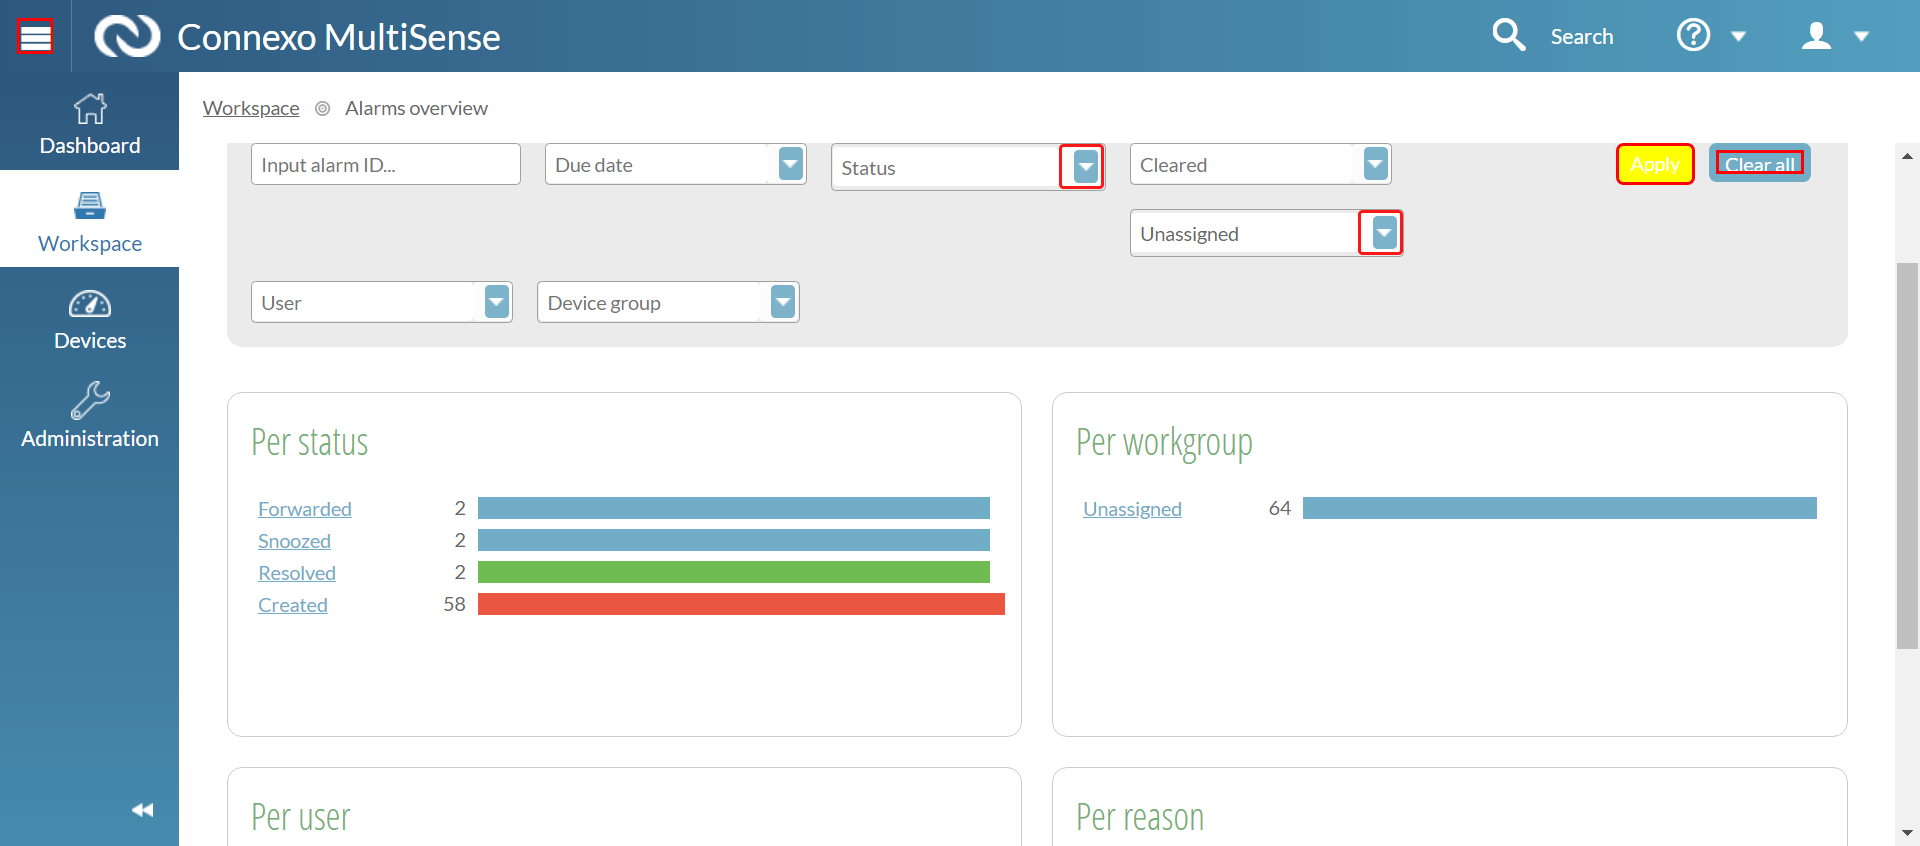 Connexo MultiSense
Search
Dashboard
Workspace
Devices
Administration
Workspace Alarms overview
Input alarm ID... Due date Status Cleared Apply Clear all
Unassigned
User Device group
Per status
Forwarded 2
Snoozed 2
Resolved 2
Created 58
Per workgroup
Unassigned 64
Per user
Per reason